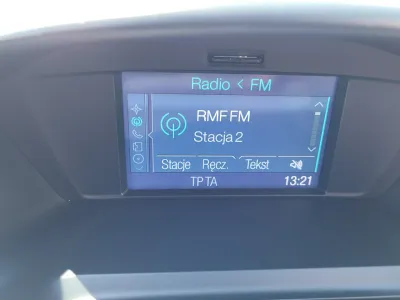 Radio < FM
RMF FM
Stacja 2
Stacje Ręcz. Tekst
TP TA 13:21